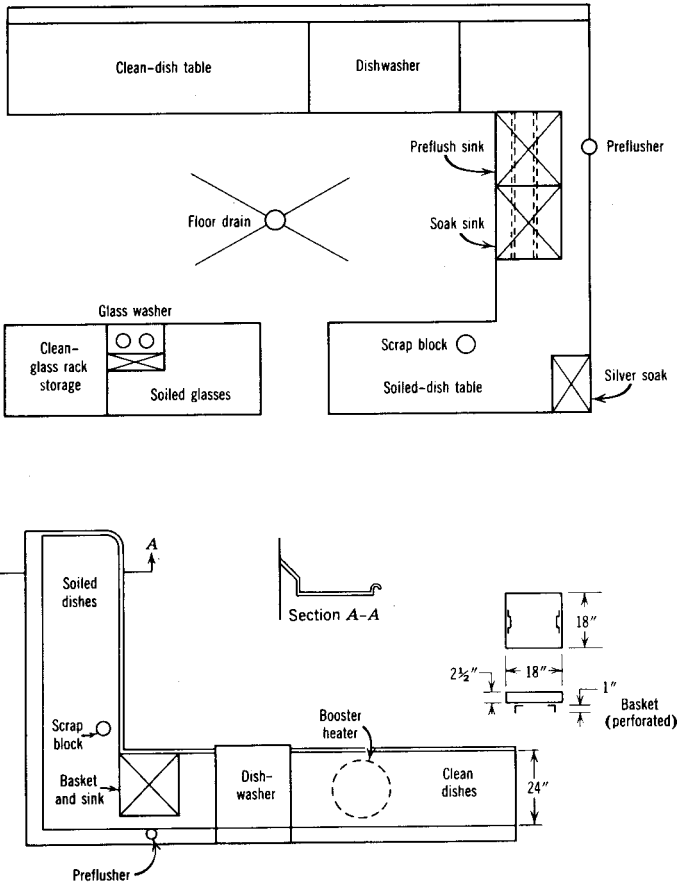 Clean-dish table
Dishwasher
Preflush sink
Preflusher
Floor drain
Soak sink
Glass washer
Clean-
glass rack
storage
Soiled glasses
Scrap block
Soiled-dish table
Silver soak
A
Soiled
dishes
Section A-A
18"
2½"
18"
1"
Basket
(perforated)
Scrap
block
Booster
heater
Basket
and sink
Dish-
washer
Clean
dishes
24"
Preflusher